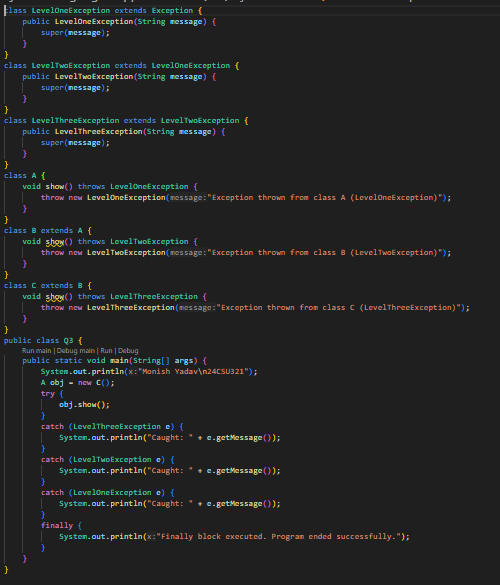 class LevelOneException extends Exception {
public LevelOneException(String message) {
super(message);
}
}
class LevelTwoException extends LevelOneException {
public LevelTwoException(String message) {
super(message);
}
}
class LevelThreeException extends LevelTwoException {
public LevelThreeException(String message) {
super(message);
}
}
class A {
void show() throws LevelOneException {
throw new LevelOneException(message:"Exception thrown from class A (LevelOneException)");
}
}
class B extends A {
void show() throws LevelTwoException {
throw new LevelTwoException(message:"Exception thrown from class B (LevelTwoException)");
}
}
class C extends B {
void show() throws LevelThreeException {
throw new LevelThreeException(message:"Exception thrown from class C (LevelThreeException)");
}
}
public class Q3 {
Run main | Debug main | Run | Debug
public static void main(String[] args) {
System.out.println(x:"Monish Yadav\n24CSU321");
A obj = new C();
try {
obj.show();
}
catch (LevelThreeException e) {
System.out.println("Caught: " + e.getMessage());
}
catch (LevelTwoException e) {
System.out.println("Caught: " + e.getMessage());
}
catch (LevelOneException e) {
System.out.println("Caught: " + e.getMessage());
}
finally {
System.out.println(x:"Finally block executed. Program ended successfully.");
}
}
}